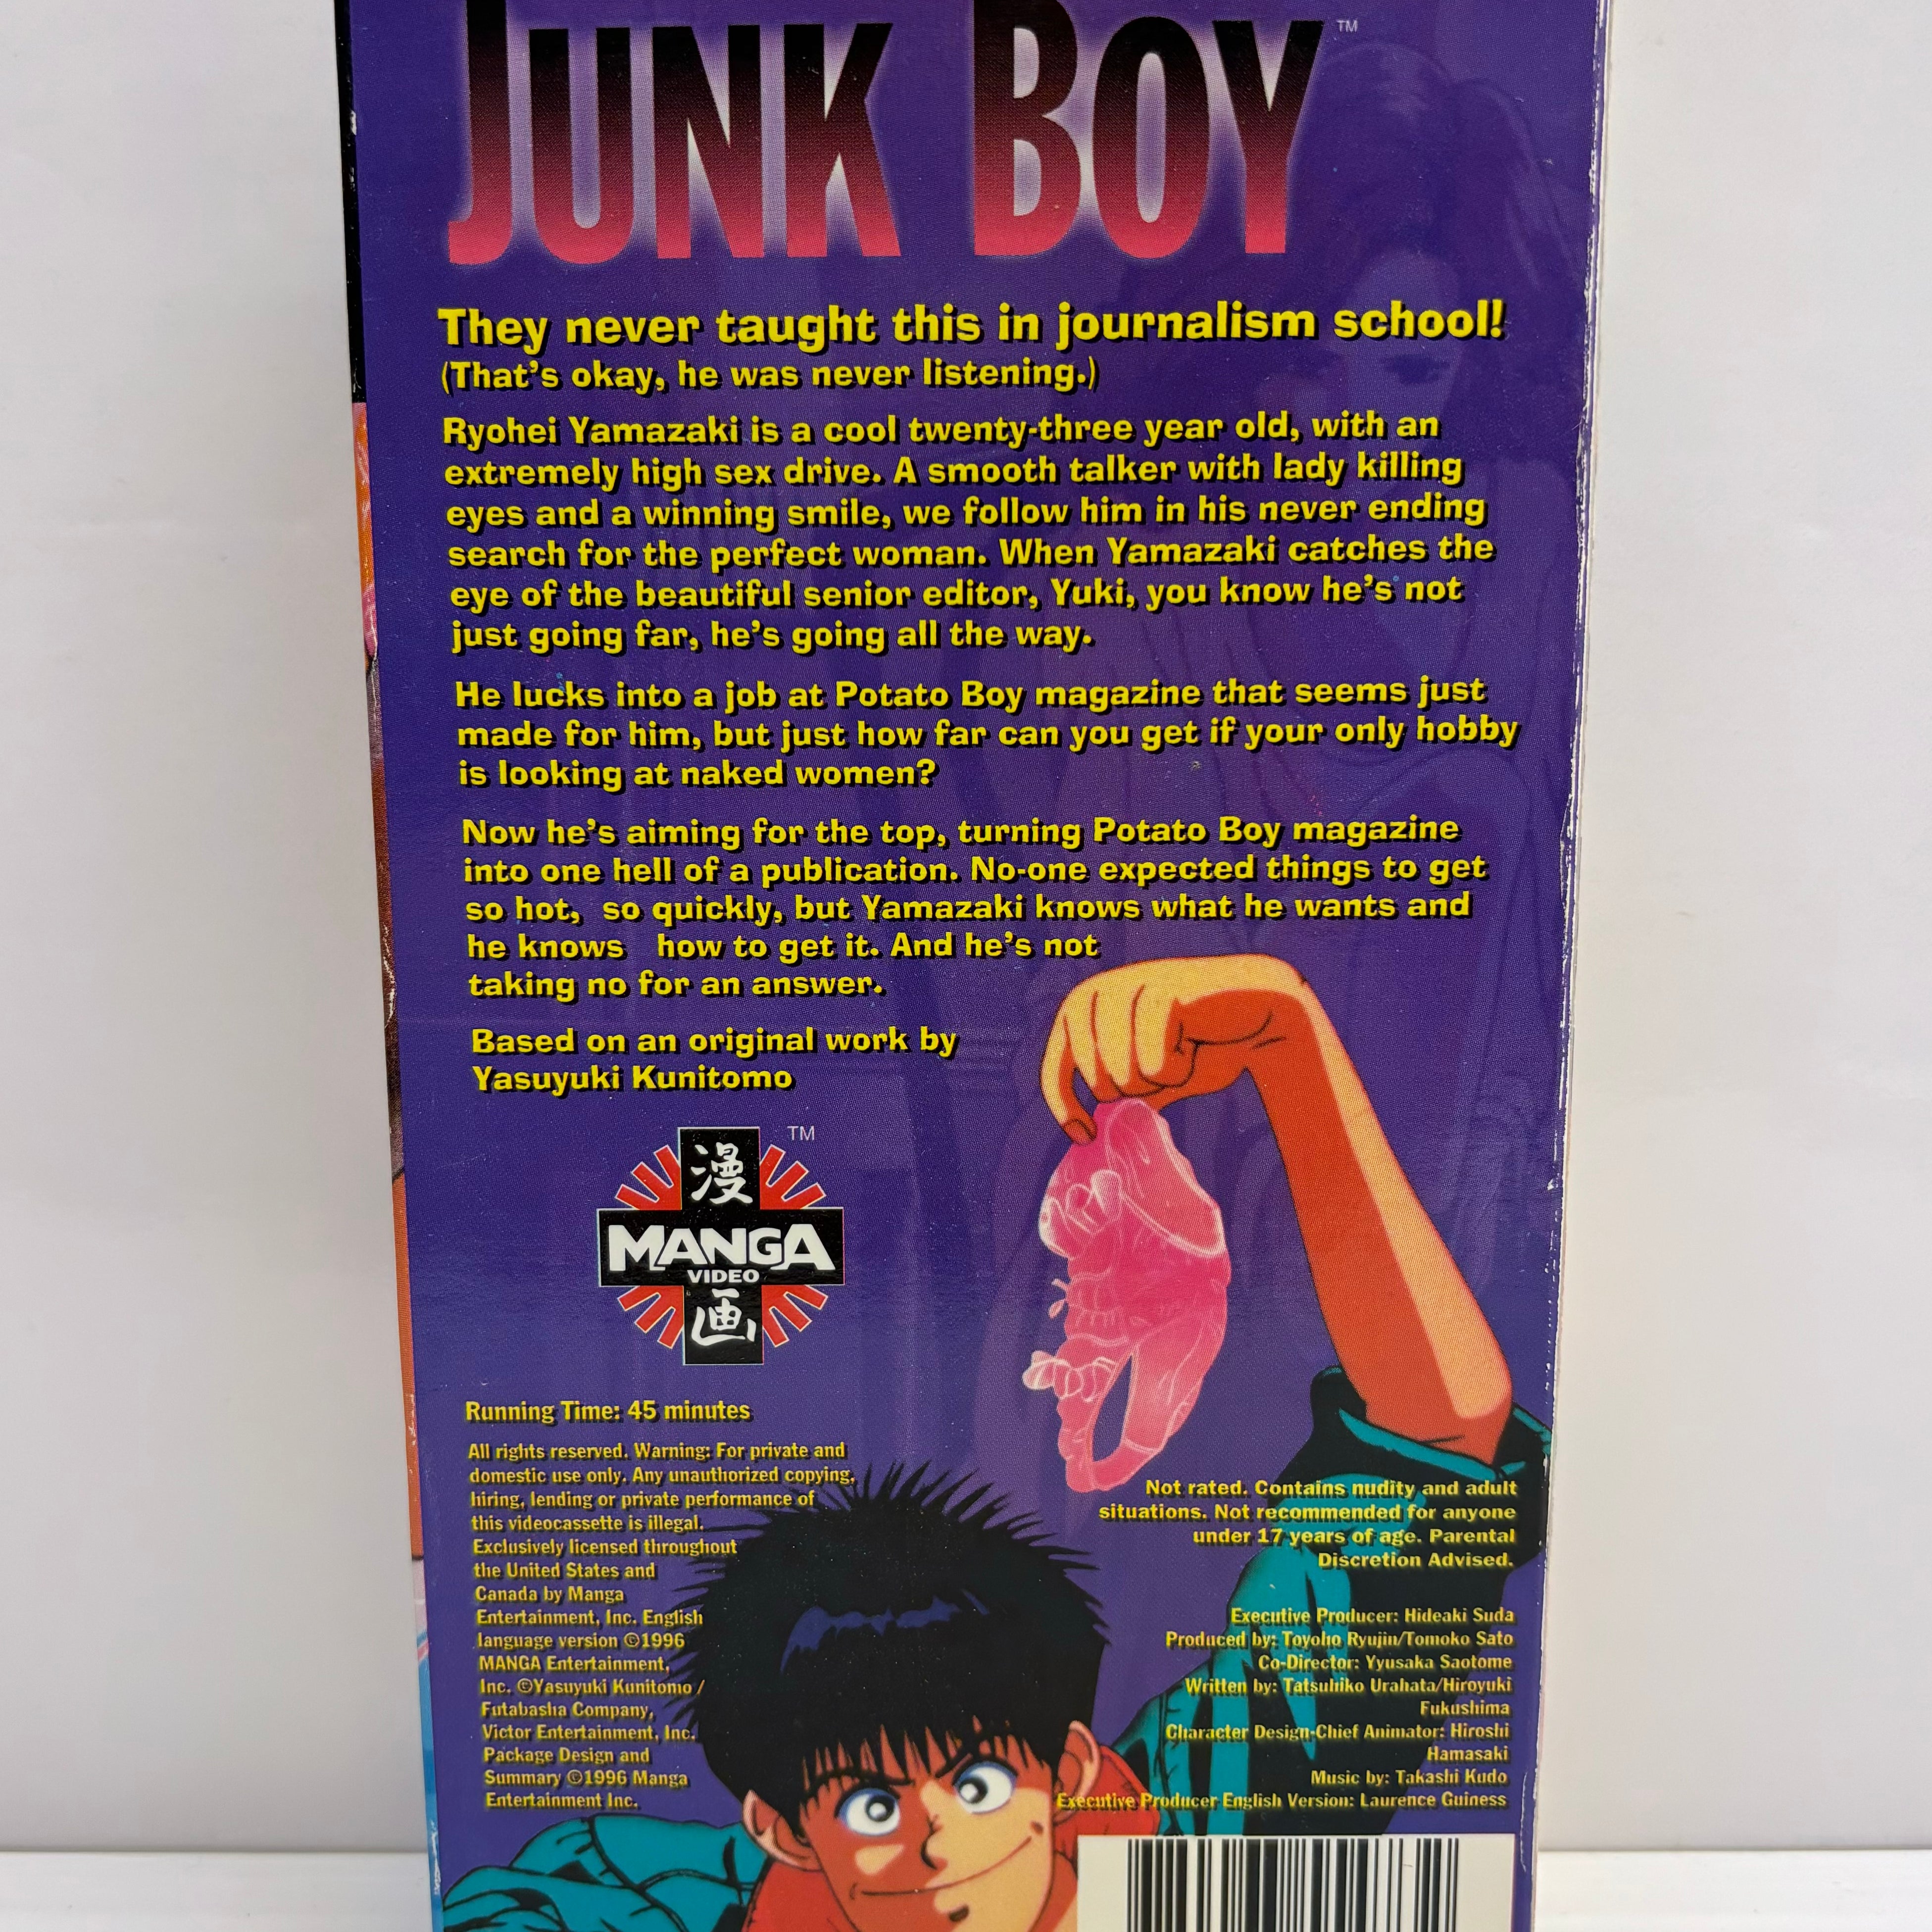 JUNK BOY™
They never taught this in journalism school!
(That's okay, he was never listening.)
Ryohei Yamazaki is a cool twenty-three year old, with an
extremely high sex drive. A smooth talker with lady killing
eyes and a winning smile, we follow him in his never ending
search for the perfect woman. When Yamazaki catches the
eye of the beautiful senior editor, Yuki, you know he's not
just going far, he's going all the way.
He lucks into a job at Potato Boy magazine that seems just
made for him, but just how far can you get if your only hobby
is looking at naked women?
Now he's aiming for the top, turning Potato Boy magazine
into one hell of a publication. No-one expected things to get
so hot, so quickly, but Yamazaki knows what he wants and
he knows how to get it. And he's not
taking no for an answer.
Based on an original work by
Yasuyuki Kunitomo
TM
漫
MANGA
VIDEO
画
Running Time: 45 minutes
All rights reserved. Warning: For private and
domestic use only. Any unauthorized copying,
hiring, lending or private performance of
this videocassette is illegal.
Exclusively licensed throughout
the United States and
Canada by Manga
Entertainment, Inc. English
language version ©1996
MANGA Entertainment,
Inc. ©Yasuyuki Kunitomo /
Futabasha Company,
Victor Entertainment, Inc.
Package Design and
Summary ©1996 Manga
Entertainment Inc.
Not rated. Contains nudity and adult
situations. Not recommended for anyone
under 17 years of age. Parental
Discretion Advised.
Executive Producer: Hideaki Suda
Produced by: Toyoho Ryujin/Tomoko Sato
Co-Director: Yyusaka Saotome
Written by: Tatsuhiko Urahata/Hiroyuki
Fukushima
Character Design-Chief Animator: Hiroshi
Hamasaki
Music by: Takashi Kudo
Executive Producer English Version: Laurence Guiness